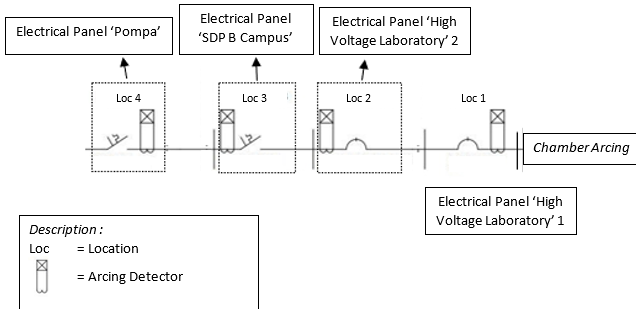 Electrical Panel ‘Pompa’
Electrical Panel
‘SDP B Campus’
Electrical Panel ‘High
Voltage Laboratory’ 2
Loc 4
Loc 3
Loc 2
Loc 1
Chamber Arcing
Electrical Panel ‘High
Voltage Laboratory’ 1
Description :
Loc = Location
= Arcing Detector